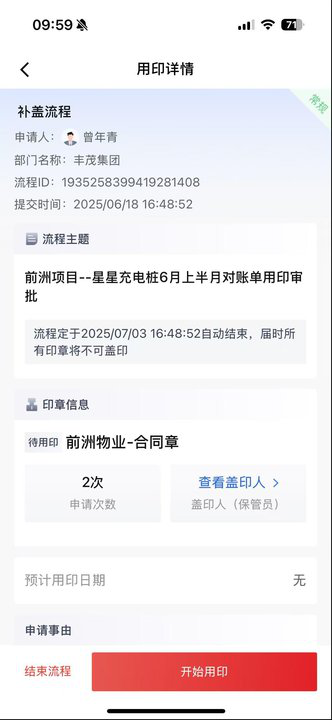 09:59
71
用印详情
常规
补盖流程
申请人：曾年青
部门名称：丰茂集团
流程ID：1935258399419281408
提交时间：2025/06/18 16:48:52
流程主题
前洲项目--星星充电桩6月上半月对账单用印审
批
流程定于2025/07/03 16:48:52自动结束，届时所
有印章将不可盖印
印章信息
待用印 前洲物业-合同章
2次
查看盖印人 >
申请次数
盖印人（保管员）
预计用印日期 无
申请事由
结束流程
开始用印